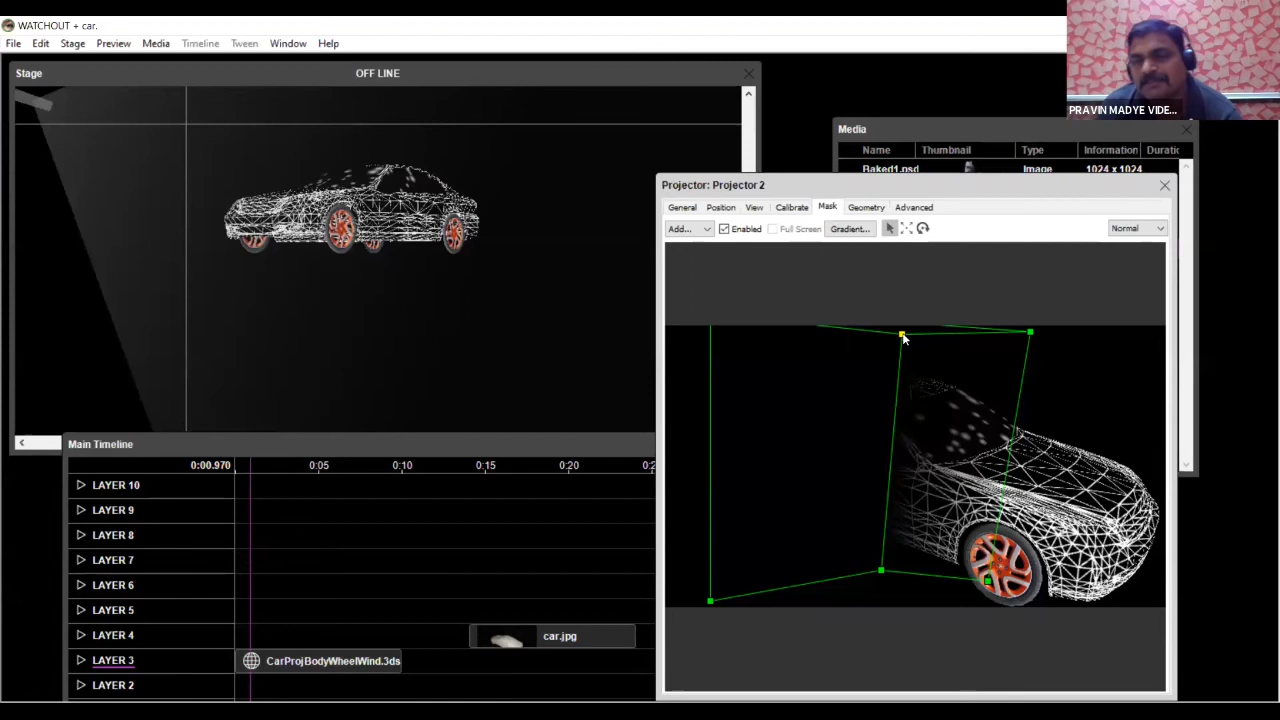 WATCHOUT + car.
File Edit Stage Preview Media Timeline Tween Window Help
PRAVIN MADYE VIDE...
Stage OFF LINE
Media
Name Thumbnail Type Information Duratic
Baked1.psd Image 1024 x 1024
Projector: Projector 2
General Position View Calibrate Mask Geometry Advanced
Add... Enabled Full Screen Gradient... Normal
Main Timeline
0:00.970 0:05 0:10 0:15 0:20 0:2
LAYER 10
LAYER 9
LAYER 8
LAYER 7
LAYER 6
LAYER 5
LAYER 4 car.jpg
LAYER 3 CarProjBodyWheelWind.3ds
LAYER 2